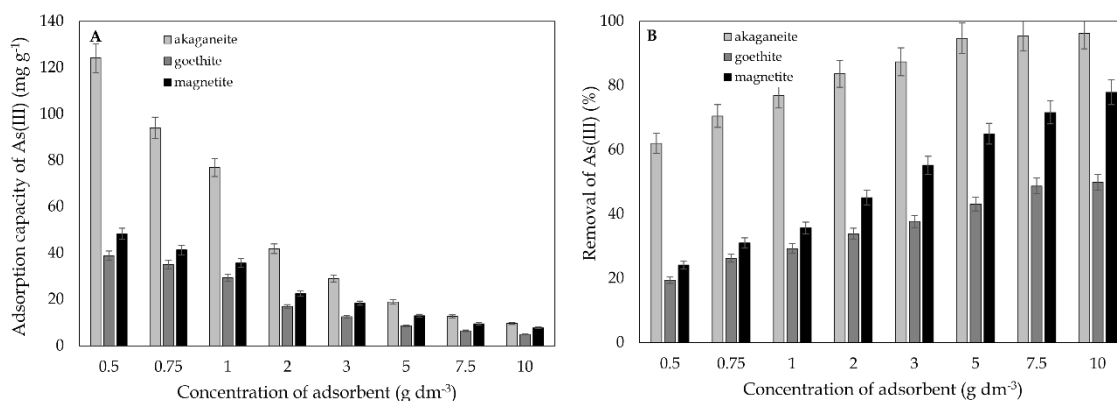 A
akaganeite
goethite
magnetite
Adsorption capacity of As(III) (mg g⁻¹)
140
120
100
80
60
40
20
0
0.5 0.75 1 2 3 5 7.5 10
Concentration of adsorbent (g dm⁻³)
B
akaganeite
goethite
magnetite
Removal of As(III) (%)
100
80
60
40
20
0
0.5 0.75 1 2 3 5 7.5 10
Concentration of adsorbent (g dm⁻³)